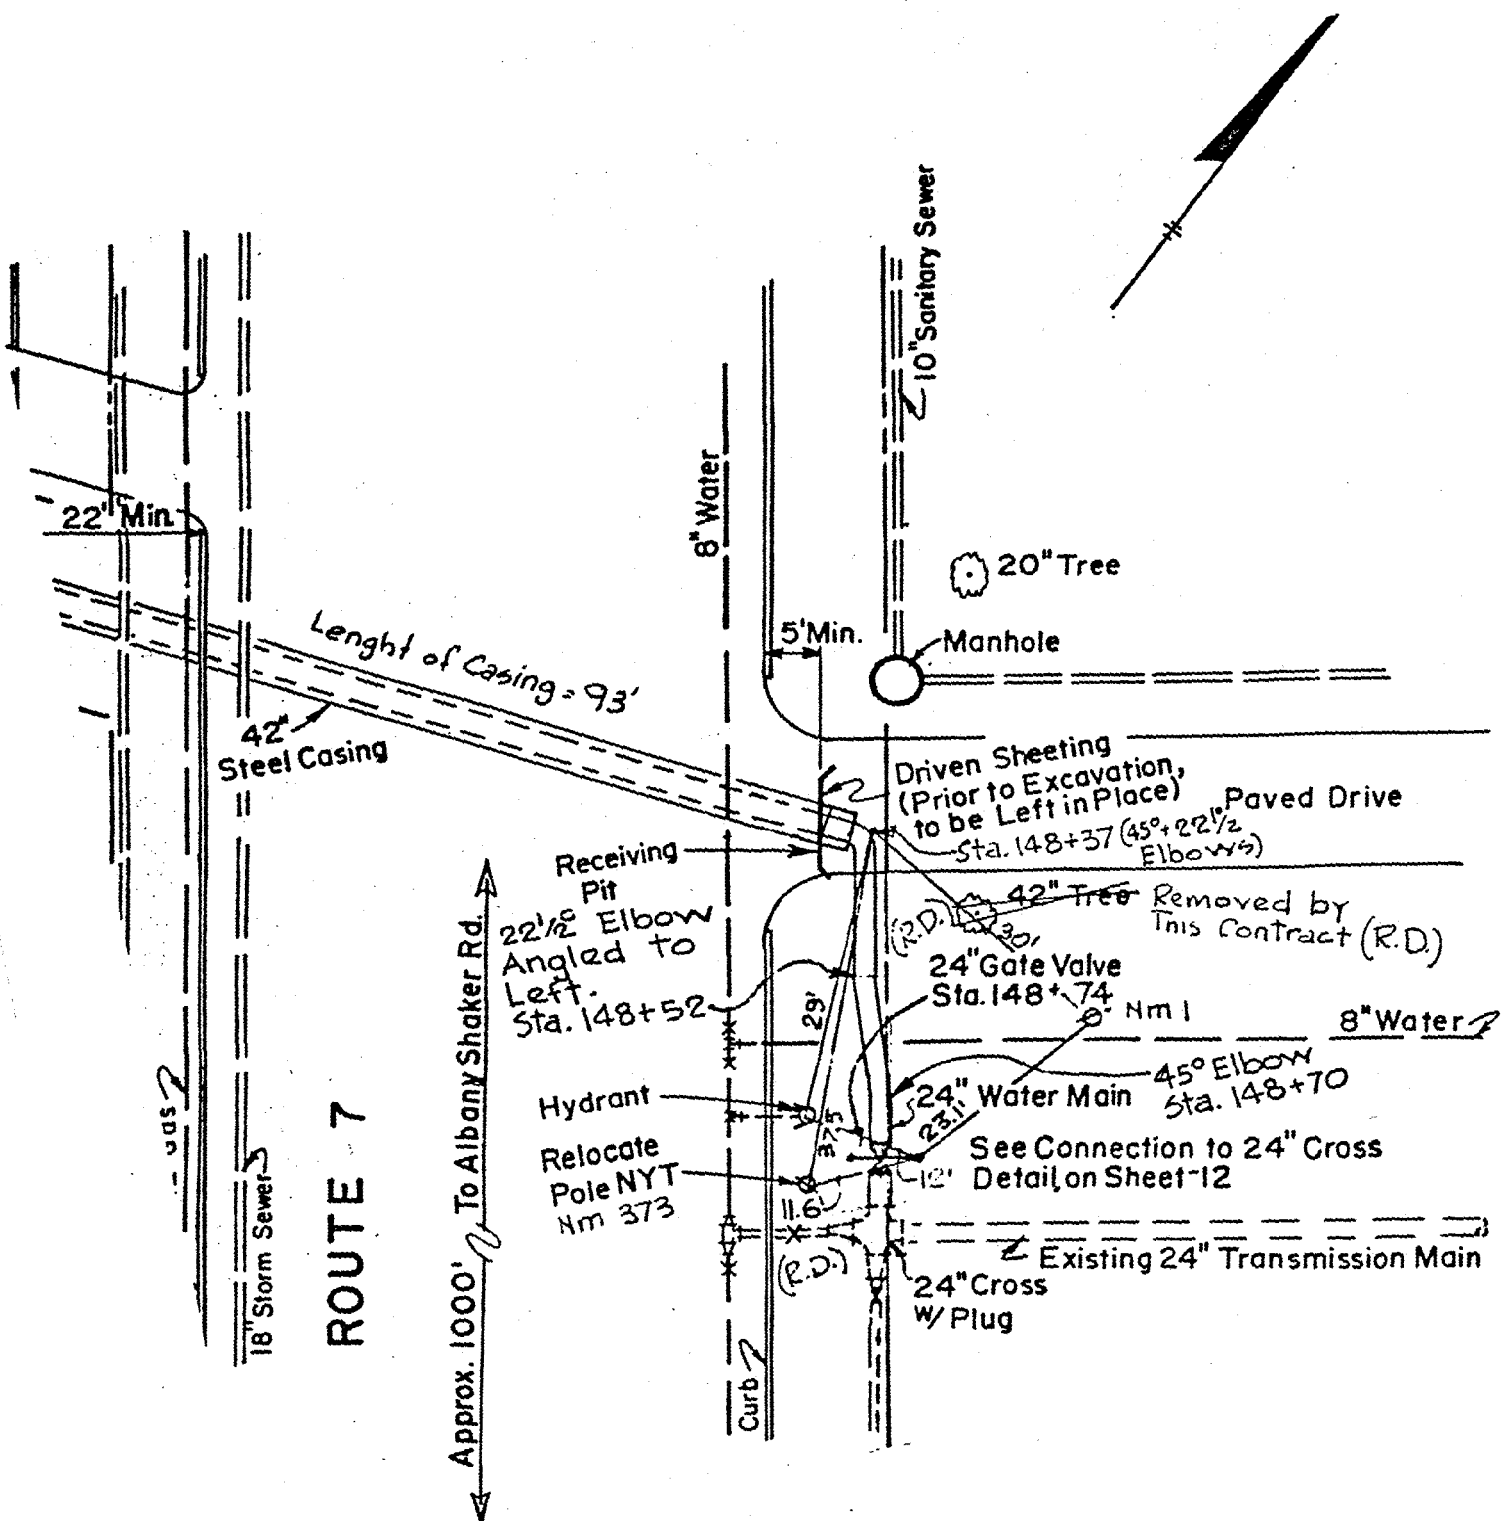 10" Sanitary Sewer
8" Water
22' Min.
20" Tree
5' Min.
Manhole
Lenght of Casing = 93'
42"
Steel Casing
Driven Sheeting
(Prior to Excavation,
to be Left in Place)
Paved Drive
Sta. 148+37 (45° + 22 1/2°
Elbows)
Receiving
Pit
22 1/2° Elbow
Angled to
Left.
Sta. 148+52
42" Tree Removed by
This Contract (R.D.)
(R.D.)
30'
24" Gate Valve
Sta. 148+74
Nm 1
8" Water
29'
45° Elbow
Sta. 148+70
Hydrant
24" Water Main
23.1'
37.5
Relocate
Pole NYT
Nm 373
See Connection to 24" Cross
Detail, on Sheet-12
12'
11.6'
(R.D.)
Existing 24" Transmission Main
24" Cross
W/ Plug
Gas
18" Storm Sewer
ROUTE 7
Approx. 1000' To Albany Shaker Rd.
Curb